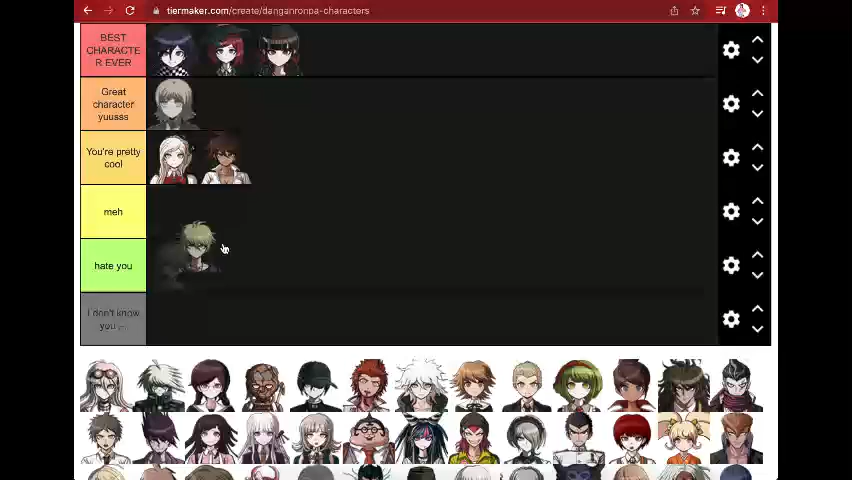 tiermaker.com/create/danganronpa-characters
BEST
CHARACTE
R EVER
Great
character
yuusss
You're pretty
cool
meh
hate you
I don't know
you ...